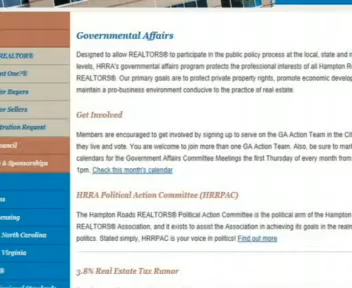 REALTOR®
or Buyers
or Sellers
tration Request
uncil
& Sponsorships
ensing
North Carolina
Virginia
Governmental Affairs
Designed to allow REALTORS® to participate in the public policy process at the local, state and n
levels, HRRA's governmental affairs program protects the professional interests of all Hampton R
REALTORS®. Our primary goals are to protect private property rights, promote economic develop
maintain a pro-business environment conducive to the practice of real estate.
Get Involved
Members are encouraged to get involved by signing up to serve on the GA Action Team in the Cit
they live and vote. You are welcome to join more than one GA Action Team. Also, be sure to mark
calendars for the Government Affairs Committee Meetings the first Thursday of every month from
1pm. Check this month's calendar
HRRA Political Action Committee (HRRPAC)
The Hampton Roads REALTORS® Political Action Committee is the political arm of the Hampton
REALTORS® Association, and it exists to assist the Association in achieving its goals in the realm
politics. Stated simply, HRRPAC is your voice in politics! Find out more
3.8% Real Estate Tax Rumor